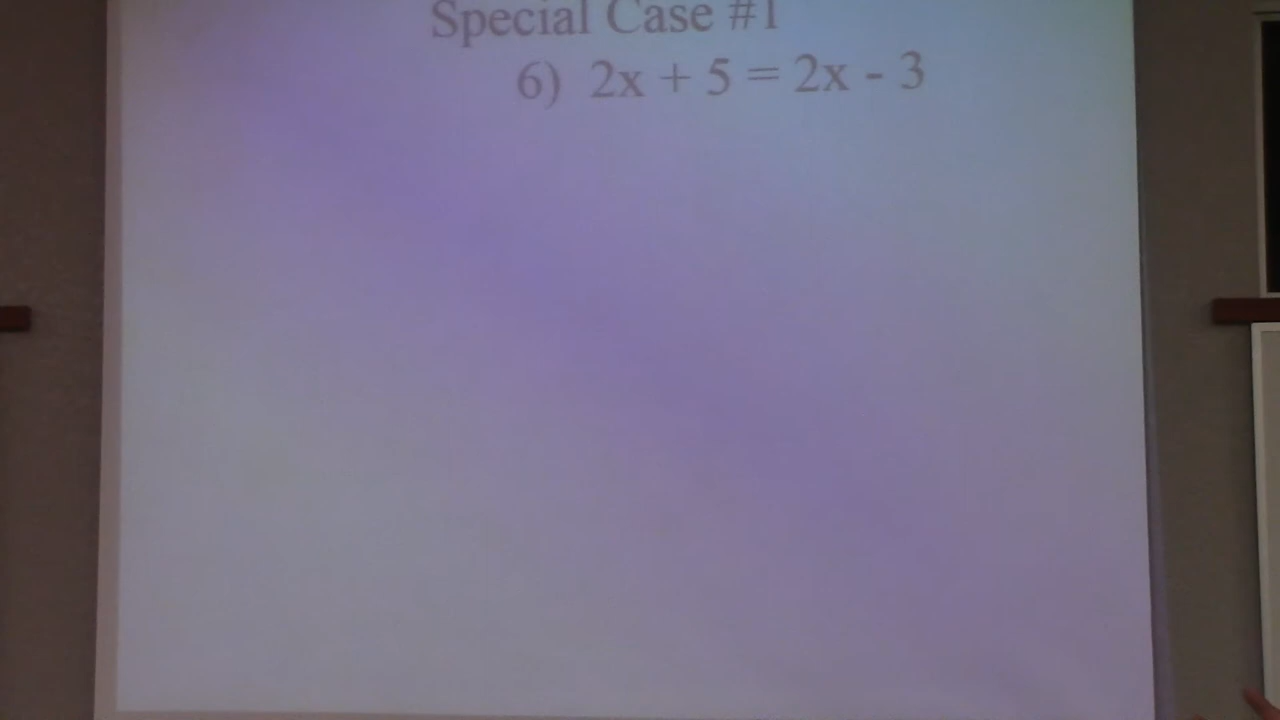 Special Case #1
6) 2x + 5 = 2x - 3